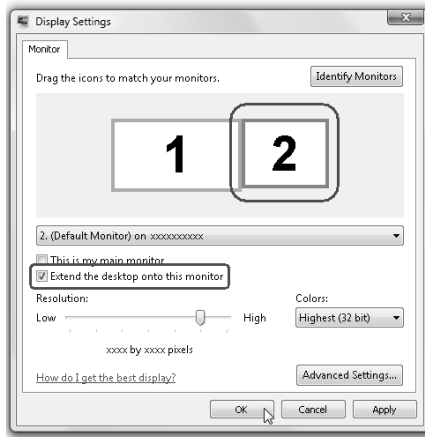 Display Settings
Monitor
Drag the icons to match your monitors.
Identify Monitors
1
2
2. (Default Monitor) on xxxxxxxxxx
This is my main monitor
Extend the desktop onto this monitor
Resolution:
Colors:
Low
High
Highest (32 bit)
xxxx by xxxx pixels
How do I get the best display?
Advanced Settings...
OK
Cancel
Apply